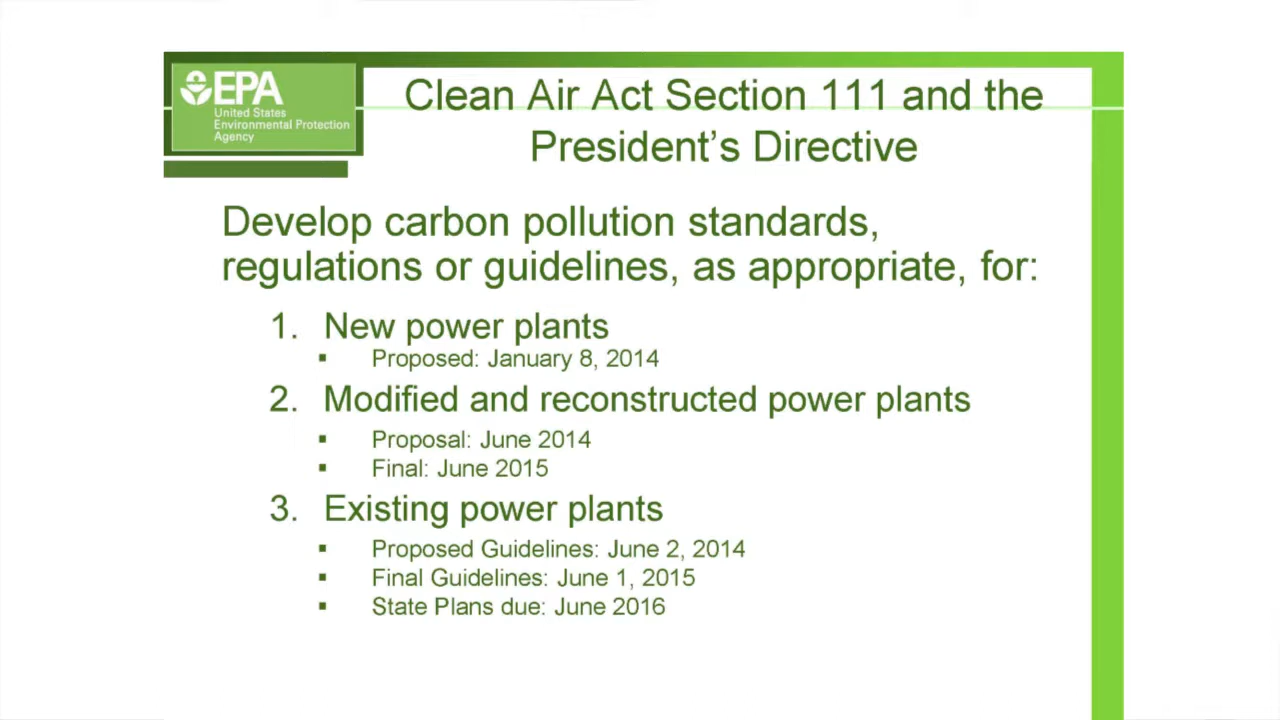 EPA
United States
Environmental Protection
Agency
Clean Air Act Section 111 and the
President's Directive
Develop carbon pollution standards,
regulations or guidelines, as appropriate, for:
1. New power plants
▪ Proposed: January 8, 2014
2. Modified and reconstructed power plants
▪ Proposal: June 2014
▪ Final: June 2015
3. Existing power plants
▪ Proposed Guidelines: June 2, 2014
▪ Final Guidelines: June 1, 2015
▪ State Plans due: June 2016